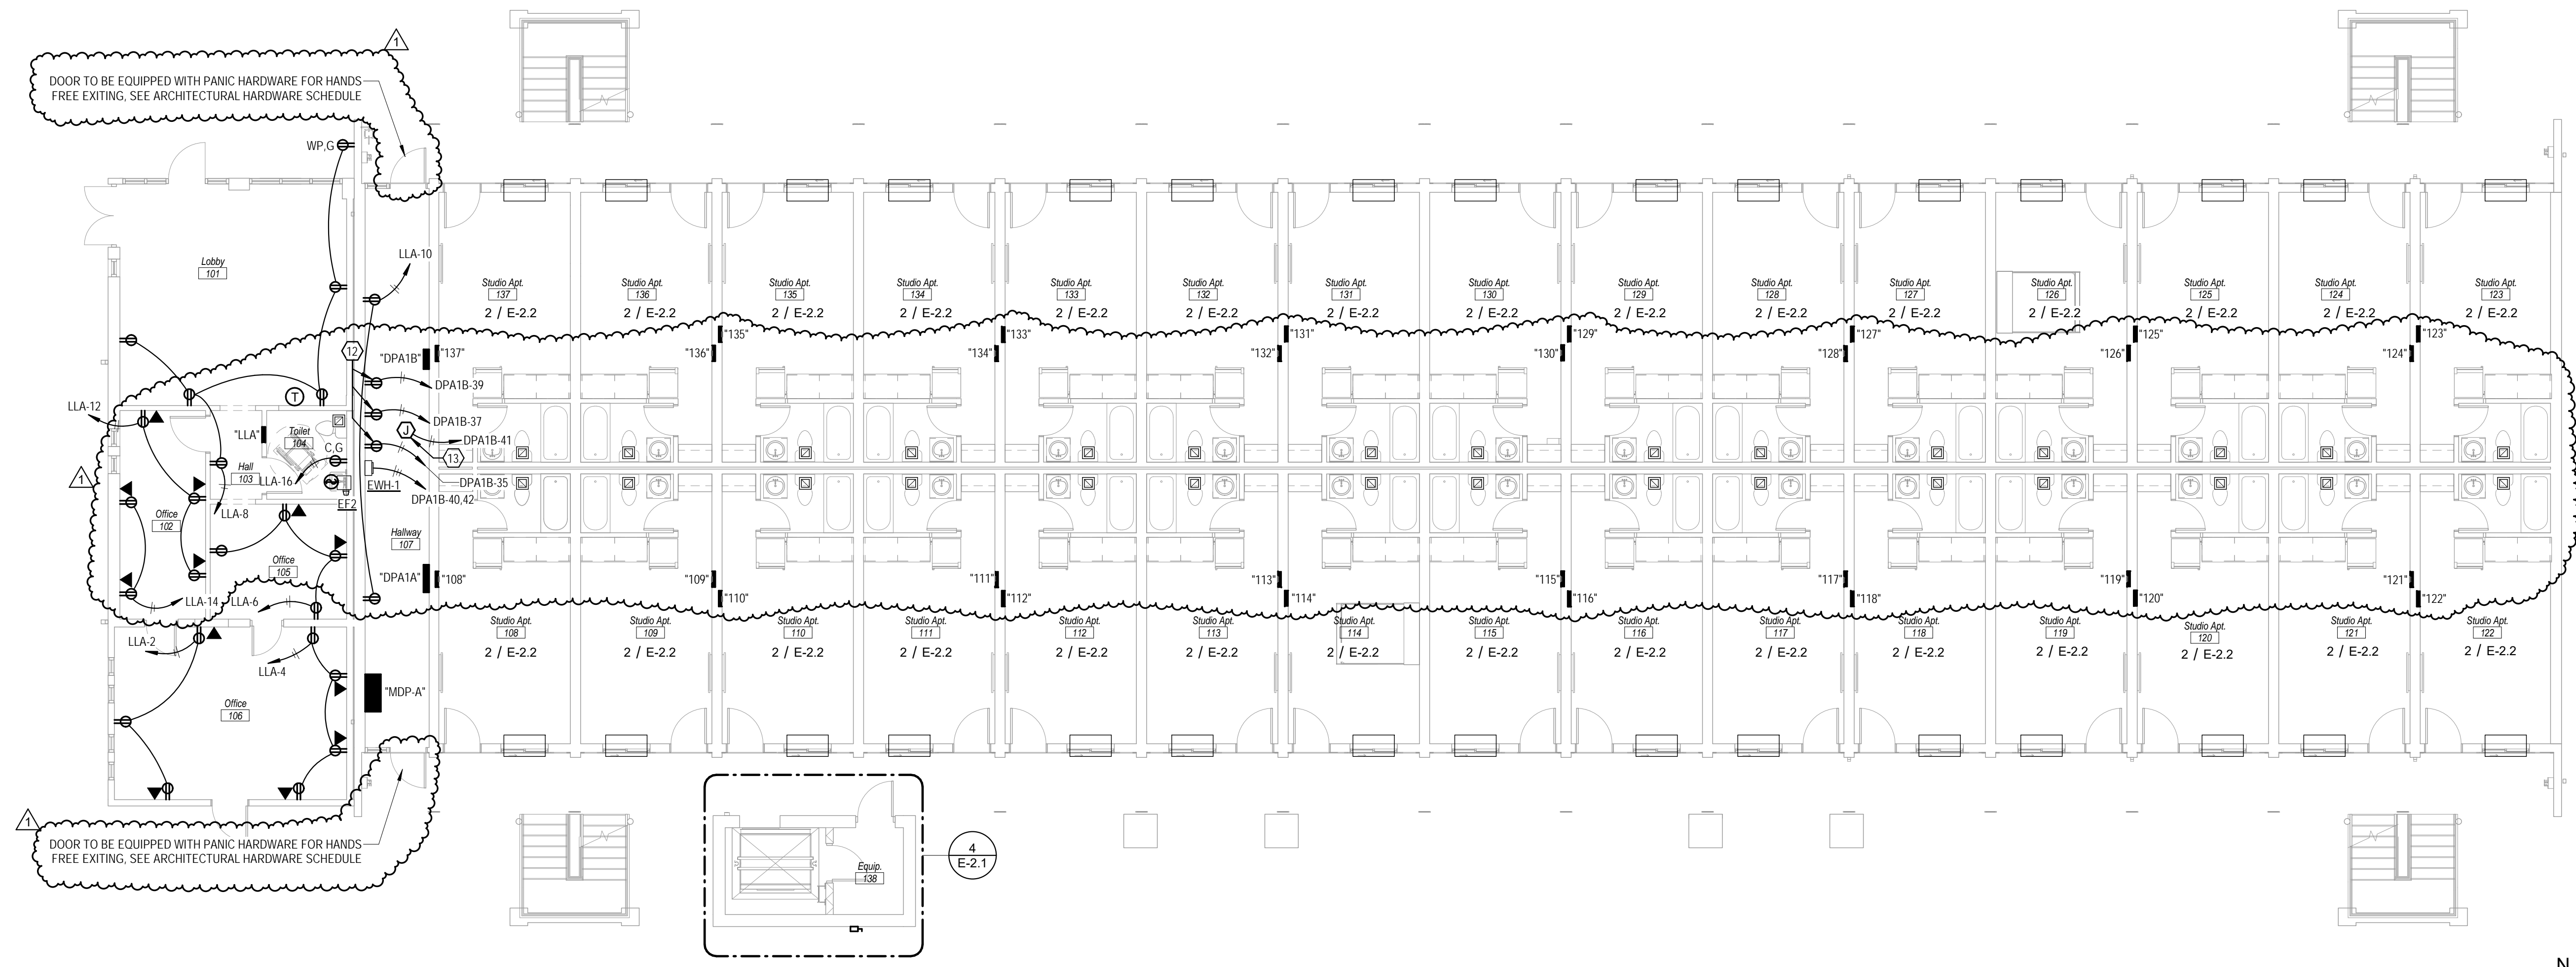 1
DOOR TO BE EQUIPPED WITH PANIC HARDWARE FOR HANDS
FREE EXITING, SEE ARCHITECTURAL HARDWARE SCHEDULE
WP,G
LLA-10
Lobby
101
Studio Apt.
137
2 / E-2.2
Studio Apt.
136
2 / E-2.2
Studio Apt.
135
2 / E-2.2
Studio Apt.
134
2 / E-2.2
Studio Apt.
133
2 / E-2.2
Studio Apt.
132
2 / E-2.2
Studio Apt.
131
2 / E-2.2
Studio Apt.
130
2 / E-2.2
Studio Apt.
129
2 / E-2.2
Studio Apt.
128
2 / E-2.2
Studio Apt.
127
2 / E-2.2
Studio Apt.
126
2 / E-2.2
Studio Apt.
125
2 / E-2.2
Studio Apt.
124
2 / E-2.2
Studio Apt.
123
2 / E-2.2
"135"
"133"
"131"
"129"
"127"
"125"
"123"
12
"DPA1B"
"137"
"136"
"134"
"132"
"130"
"128"
"126"
"124"
DPA1B-39
T
LLA-12
DPA1B-37
"LLA"
Toilet
104
J
DPA1B-41
C,G
13
Hall
103
LLA-16
1
EWH-1
DPA1B-35
DPA1B-40,42
EF2
LLA-8
Office
102
Hallway
107
Office
105
"DPA1A"
"108"
"109"
"111"
"113"
"115"
"117"
"119"
"121"
LLA-14
LLA-6
"110"
"112"
"114"
"116"
"118"
"120"
"122"
Studio Apt.
108
2 / E-2.2
Studio Apt.
109
2 / E-2.2
Studio Apt.
110
2 / E-2.2
Studio Apt.
111
2 / E-2.2
Studio Apt.
112
2 / E-2.2
Studio Apt.
113
2 / E-2.2
Studio Apt.
114
2 / E-2.2
Studio Apt.
115
2 / E-2.2
Studio Apt.
116
2 / E-2.2
Studio Apt.
117
2 / E-2.2
Studio Apt.
118
2 / E-2.2
Studio Apt.
119
2 / E-2.2
Studio Apt.
120
2 / E-2.2
Studio Apt.
121
2 / E-2.2
Studio Apt.
122
2 / E-2.2
LLA-2
LLA-4
"MDP-A"
Office
106
1
DOOR TO BE EQUIPPED WITH PANIC HARDWARE FOR HANDS
FREE EXITING, SEE ARCHITECTURAL HARDWARE SCHEDULE
Equip.
138
4
E-2.1
N